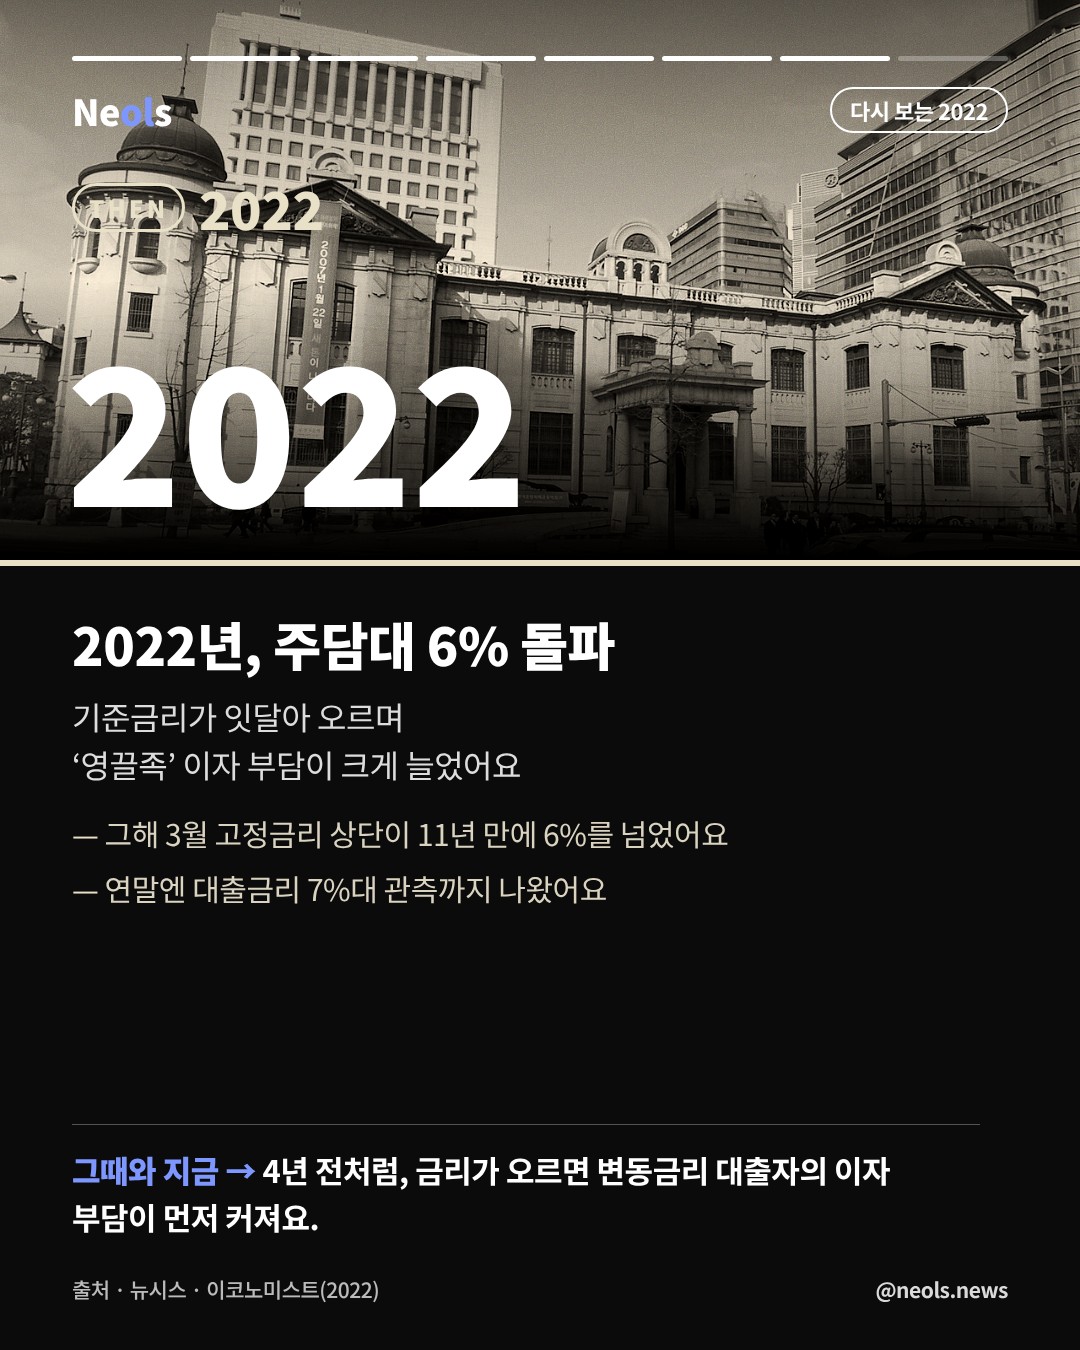 Neols
다시 보는 2022
THEN 2022
2007년 1월 22일
2022
2022년, 주담대 6% 돌파
기준금리가 잇달아 오르며
‘영끌족’ 이자 부담이 크게 늘었어요
— 그해 3월 고정금리 상단이 11년 만에 6%를 넘었어요
— 연말엔 대출금리 7%대 관측까지 나왔어요
그때와 지금 → 4년 전처럼, 금리가 오르면 변동금리 대출자의 이자
부담이 먼저 커져요.
출처 · 뉴시스 · 이코노미스트(2022)
@neols.news